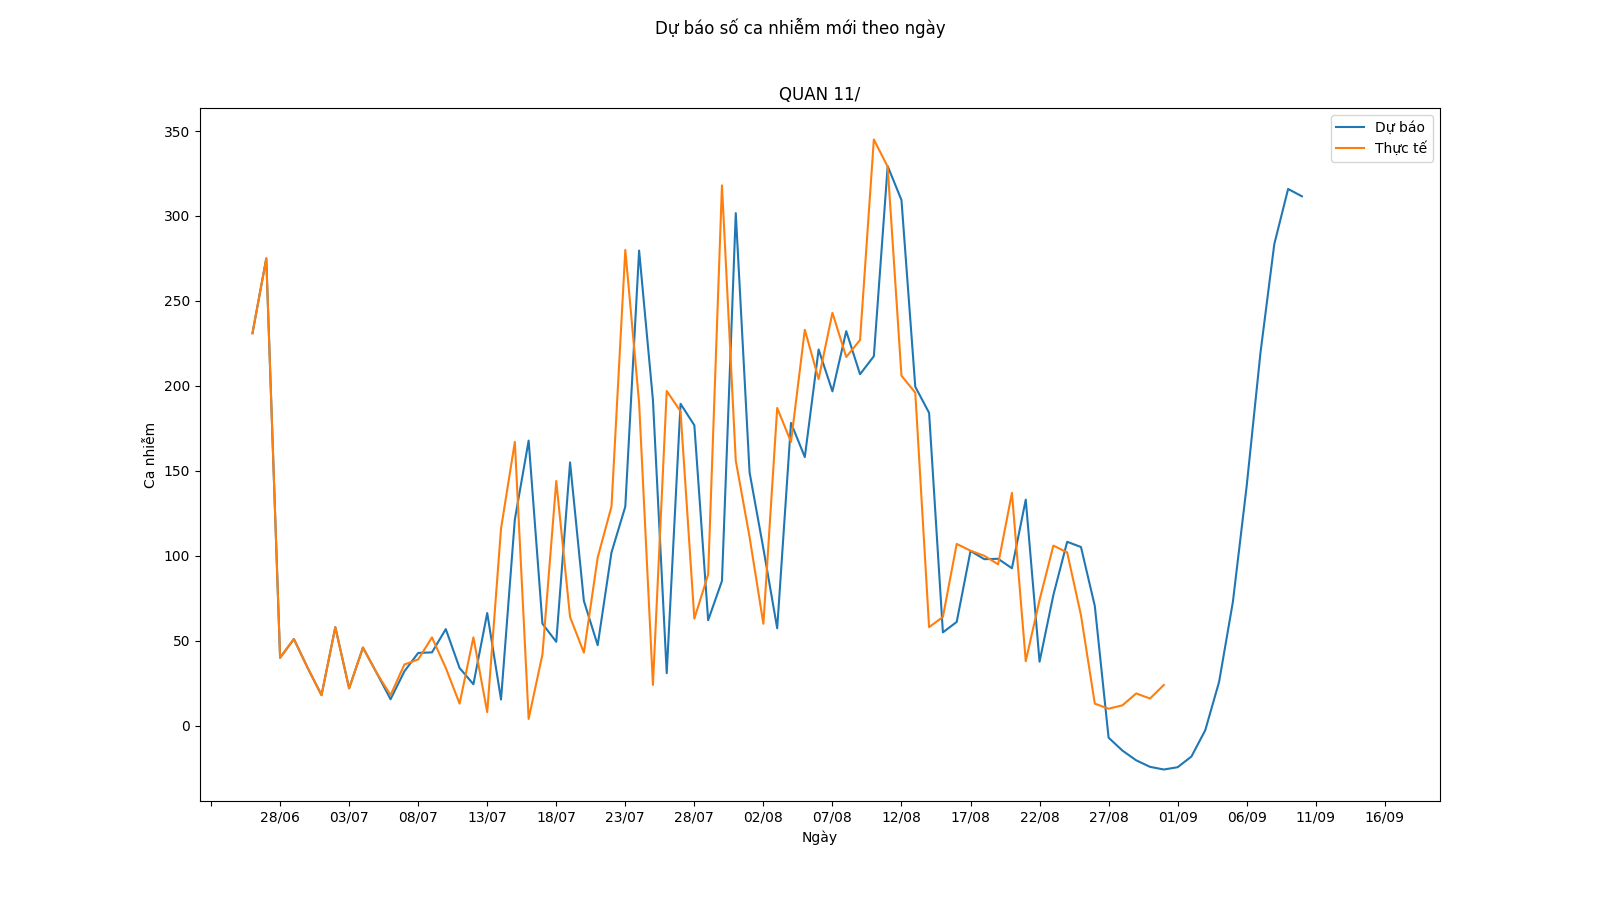 Dự báo số ca nhiễm mới theo ngày
QUAN 11/
Dự báo
Thực tế
350
300
250
200
150
100
50
0
Ca nhiễm
28/06 03/07 08/07 13/07 18/07 23/07 28/07 02/08 07/08 12/08 17/08 22/08 27/08 01/09 06/09 11/09 16/09
Ngày